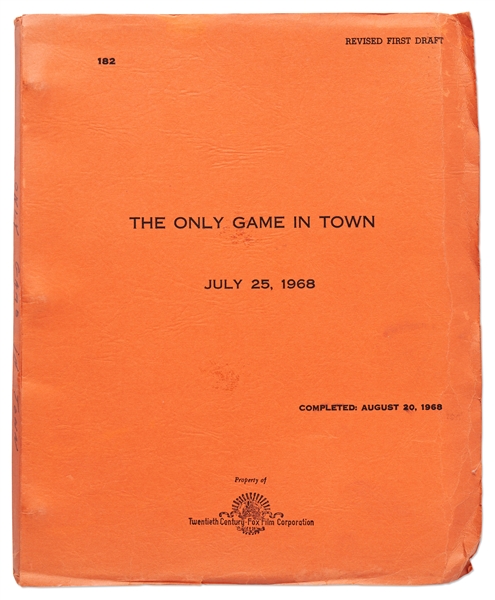 REVISED FIRST DRAFT
182
THE ONLY GAME IN TOWN
JULY 25, 1968
COMPLETED: AUGUST 20, 1968
Property of
Twentieth Century-Fox Film Corporation